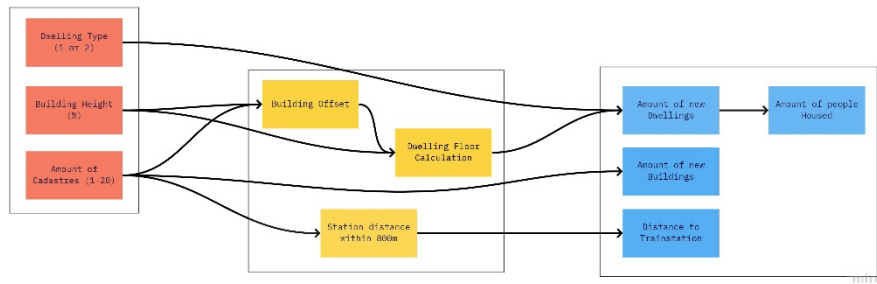 Dwelling Type
(1 or 2)
Building Height
(%)
Amount of
Cadastres (1-20)
Building Offset
Dwelling Floor
Calculation
Station distance
within 800m
Amount of new
Dwellings
Amount of people
Housed
Amount of new
Buildings
Distance to
Trainstation